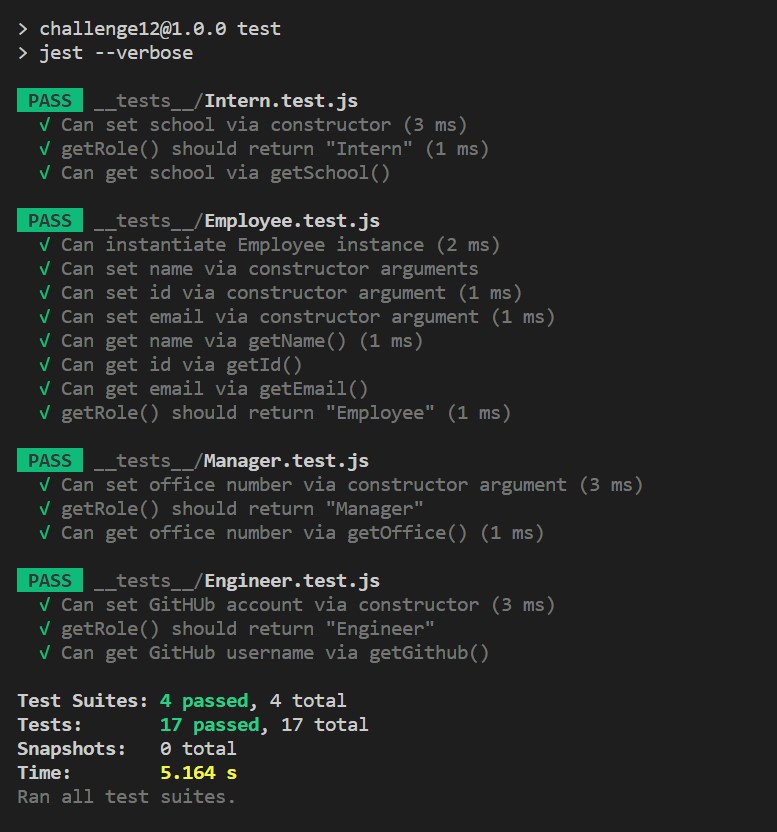 > challenge12@1.0.0 test
> jest --verbose
PASS __tests__/Intern.test.js
√ Can set school via constructor (3 ms)
√ getRole() should return "Intern" (1 ms)
√ Can get school via getSchool()
PASS __tests__/Employee.test.js
√ Can instantiate Employee instance (2 ms)
√ Can set name via constructor arguments
√ Can set id via constructor argument (1 ms)
√ Can set email via constructor argument (1 ms)
√ Can get name via getName() (1 ms)
√ Can get id via getId()
√ Can get email via getEmail()
√ getRole() should return "Employee" (1 ms)
PASS __tests__/Manager.test.js
√ Can set office number via constructor argument (3 ms)
√ getRole() should return "Manager"
√ Can get office number via getOffice() (1 ms)
PASS __tests__/Engineer.test.js
√ Can set GitHUb account via constructor (3 ms)
√ getRole() should return "Engineer"
√ Can get GitHub username via getGithub()
Test Suites: 4 passed, 4 total
Tests: 17 passed, 17 total
Snapshots: 0 total
Time: 5.164 s
Ran all test suites.